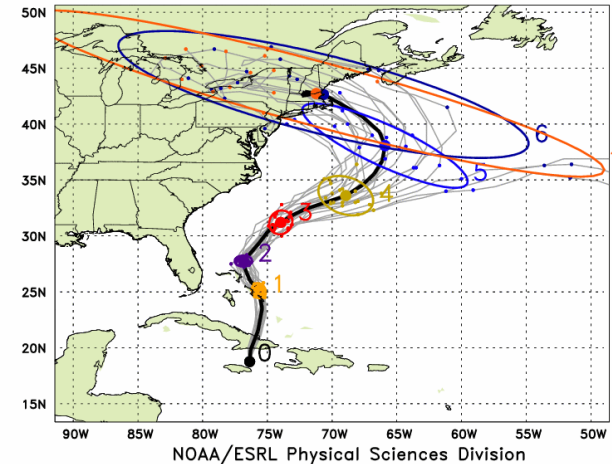 50N
45N
40N
6
5
35N
4
3
30N
2
1
25N
0
20N
15N
90W 85W 80W 75W 70W 65W 60W 55W 50W
NOAA/ESRL Physical Sciences Division